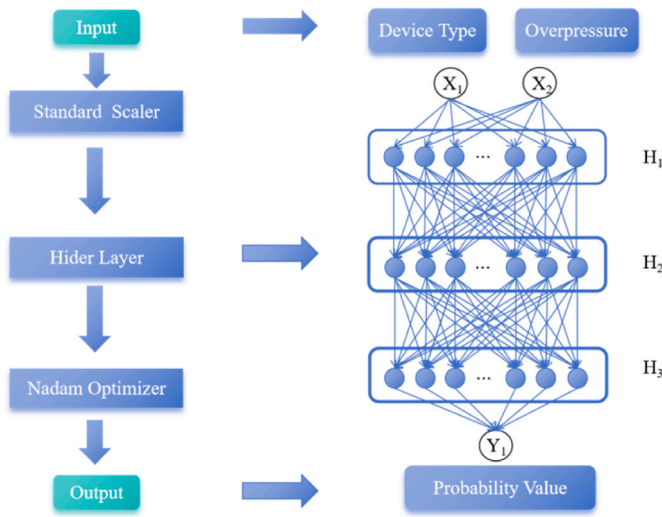 Input
Device Type
Overpressure
X₁
X₂
Standard Scaler
...
H₁
Hider Layer
...
H₂
Nadam Optimizer
...
H₃
Y₁
Output
Probability Value